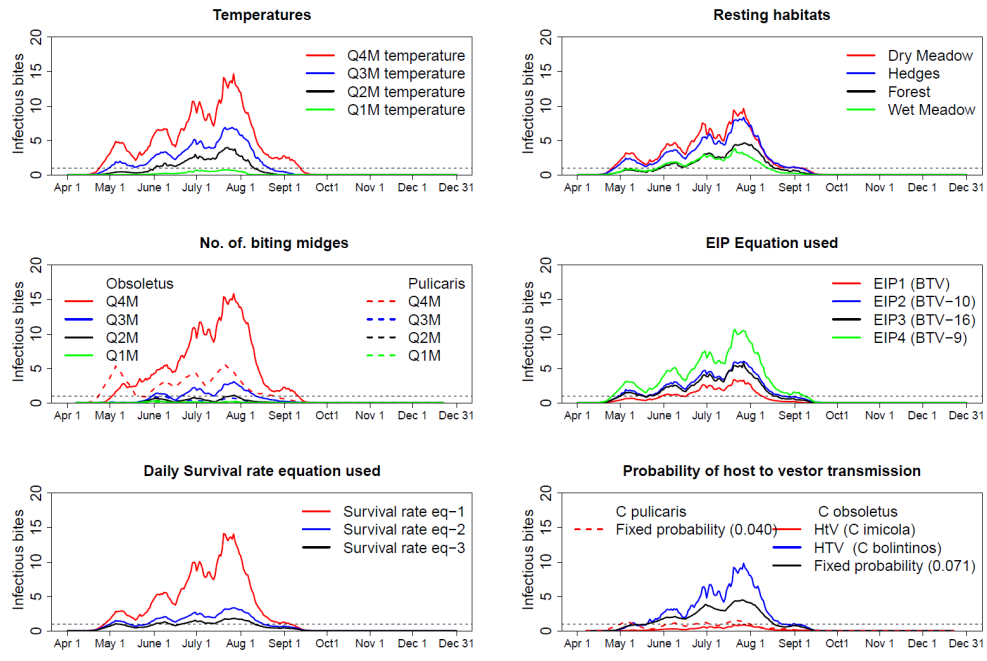 Temperatures
Infectious bites
20
15
10
5
0
Q4M temperature
Q3M temperature
Q2M temperature
Q1M temperature
Apr 1 May 1 June 1 July 1 Aug 1 Sept 1 Oct1 Nov 1 Dec 1 Dec 31
Resting habitats
Infectious bites
20
15
10
5
0
Dry Meadow
Hedges
Forest
Wet Meadow
Apr 1 May 1 June 1 July 1 Aug 1 Sept 1 Oct1 Nov 1 Dec 1 Dec 31
No. of. biting midges
Infectious bites
20
15
10
5
0
Obsoletus Pulicaris
Q4M Q4M
Q3M Q3M
Q2M Q2M
Q1M Q1M
Apr 1 May 1 June 1 July 1 Aug 1 Sept 1 Oct1 Nov 1 Dec 1 Dec 31
EIP Equation used
Infectious bites
20
15
10
5
0
EIP1 (BTV)
EIP2 (BTV−10)
EIP3 (BTV−16)
EIP4 (BTV−9)
Apr 1 May 1 June 1 July 1 Aug 1 Sept 1 Oct1 Nov 1 Dec 1 Dec 31
Daily Survival rate equation used
Infectious bites
20
15
10
5
0
Survival rate eq−1
Survival rate eq−2
Survival rate eq−3
Apr 1 May 1 June 1 July 1 Aug 1 Sept 1 Oct1 Nov 1 Dec 1 Dec 31
Probability of host to vestor transmission
Infectious bites
20
15
10
5
0
C pulicaris C obsoletus
Fixed probability (0.040) HtV (C imicola)
HTV (C bolintinos)
Fixed probability (0.071)
Apr 1 May 1 June 1 July 1 Aug 1 Sept 1 Oct1 Nov 1 Dec 1 Dec 31